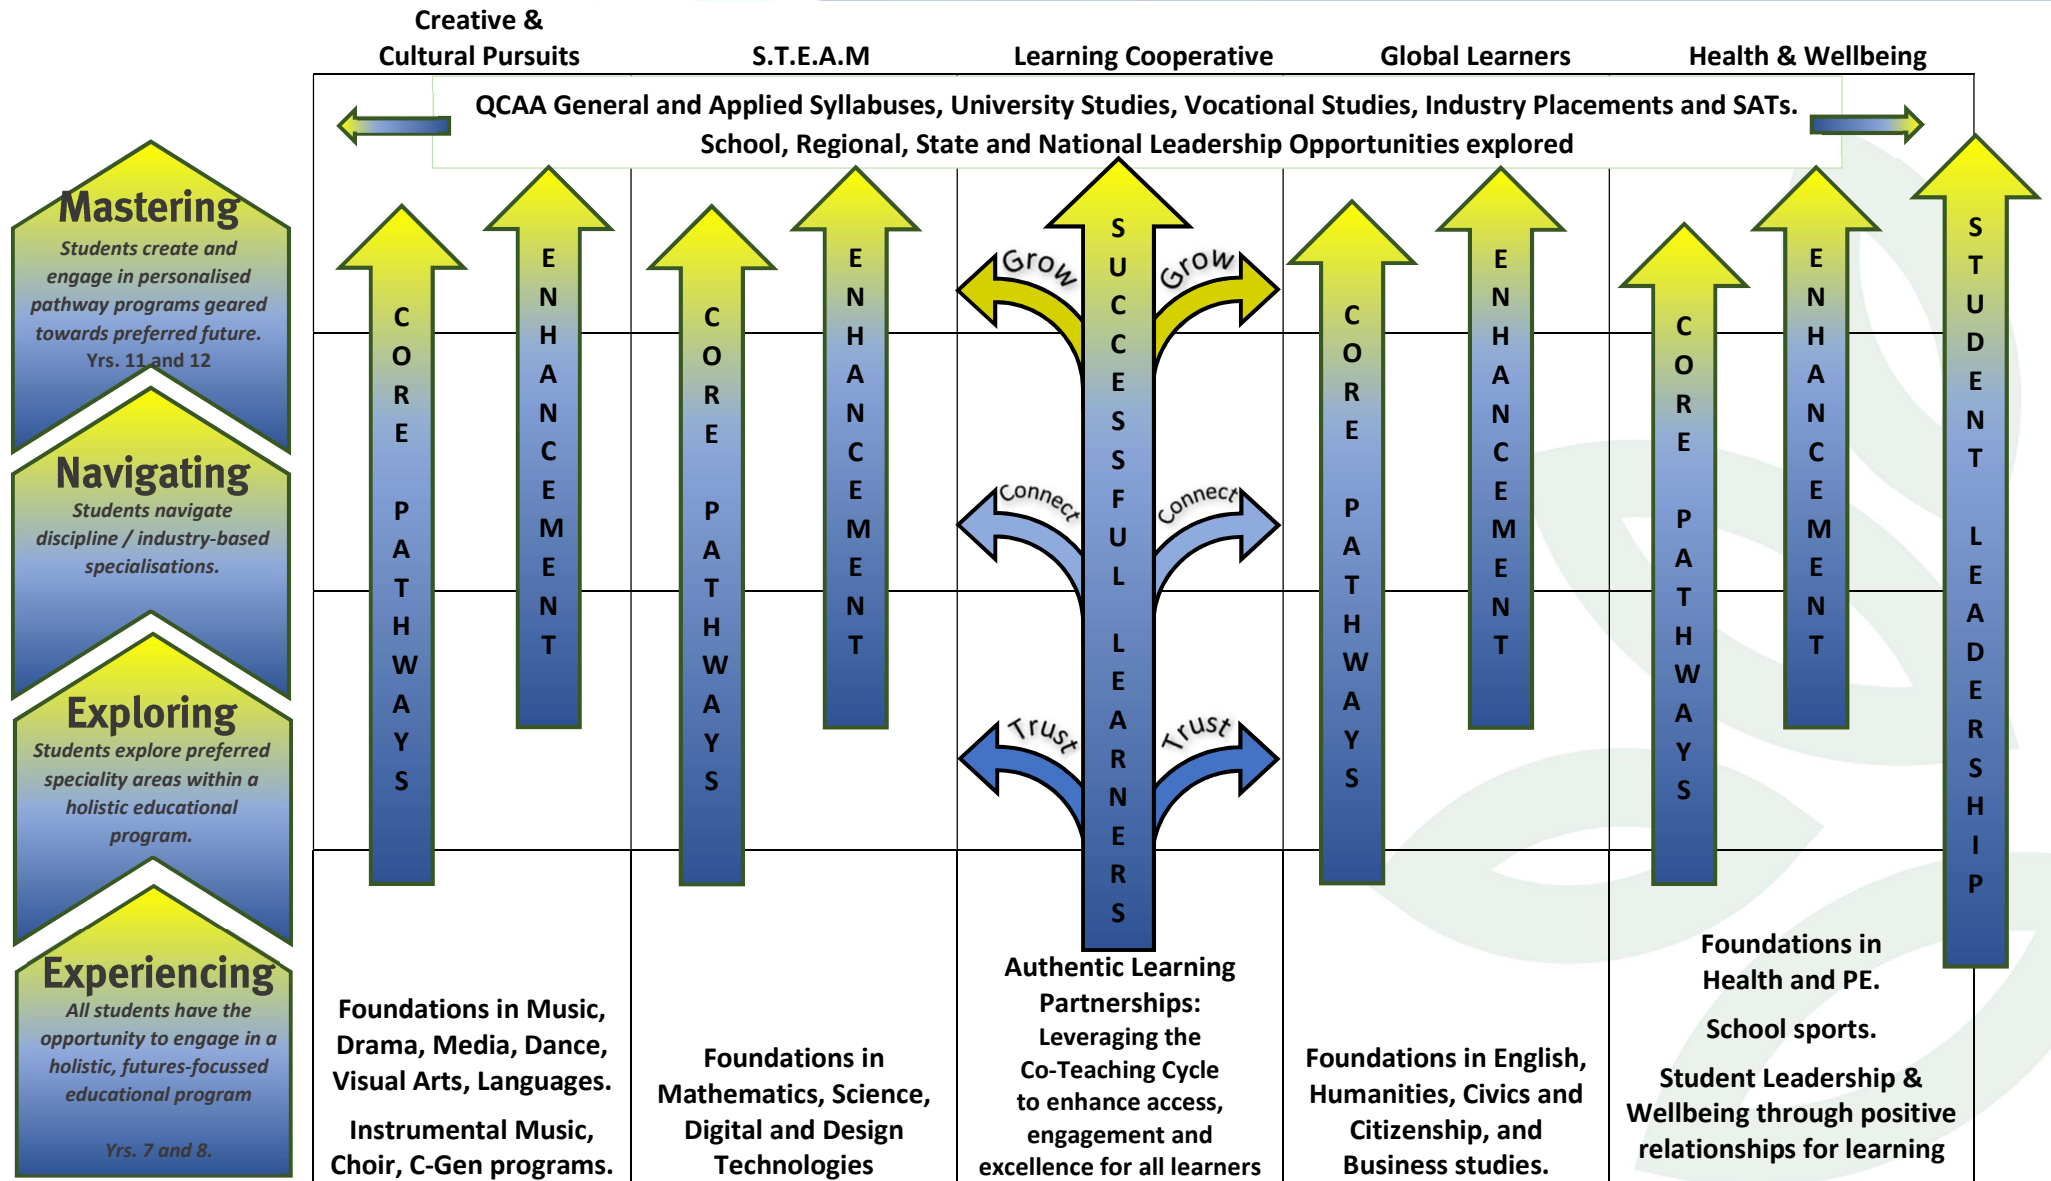 Creative &
Cultural Pursuits
S.T.E.A.M
Learning Cooperative
Global Learners
Health & Wellbeing
QCAA General and Applied Syllabuses, University Studies, Vocational Studies, Industry Placements and SATs.
School, Regional, State and National Leadership Opportunities explored
Mastering
Students create and
engage in personalised
pathway programs geared
towards preferred future.
Yrs. 11 and 12
Navigating
Students navigate
discipline / industry-based
specialisations.
Exploring
Students explore preferred
speciality areas within a
holistic educational
program.
Experiencing
All students have the
opportunity to engage in a
holistic, futures-focussed
educational program
Yrs. 7 and 8.
CORE PATHWAYS
ENHANCEMENT
CORE PATHWAYS
ENHANCEMENT
SUCCESSFUL LEARNERS
Grow
Grow
Connect
Connect
Trust
Trust
CORE PATHWAYS
ENHANCEMENT
CORE PATHWAYS
ENHANCEMENT
STUDENT LEADERSHIP
Foundations in Music,
Drama, Media, Dance,
Visual Arts, Languages.
Instrumental Music,
Choir, C-Gen programs.
Foundations in
Mathematics, Science,
Digital and Design
Technologies
Authentic Learning
Partnerships:
Leveraging the
Co-Teaching Cycle
to enhance access,
engagement and
excellence for all learners
Foundations in English,
Humanities, Civics and
Citizenship, and
Business studies.
Foundations in
Health and PE.
School sports.
Student Leadership &
Wellbeing through positive
relationships for learning